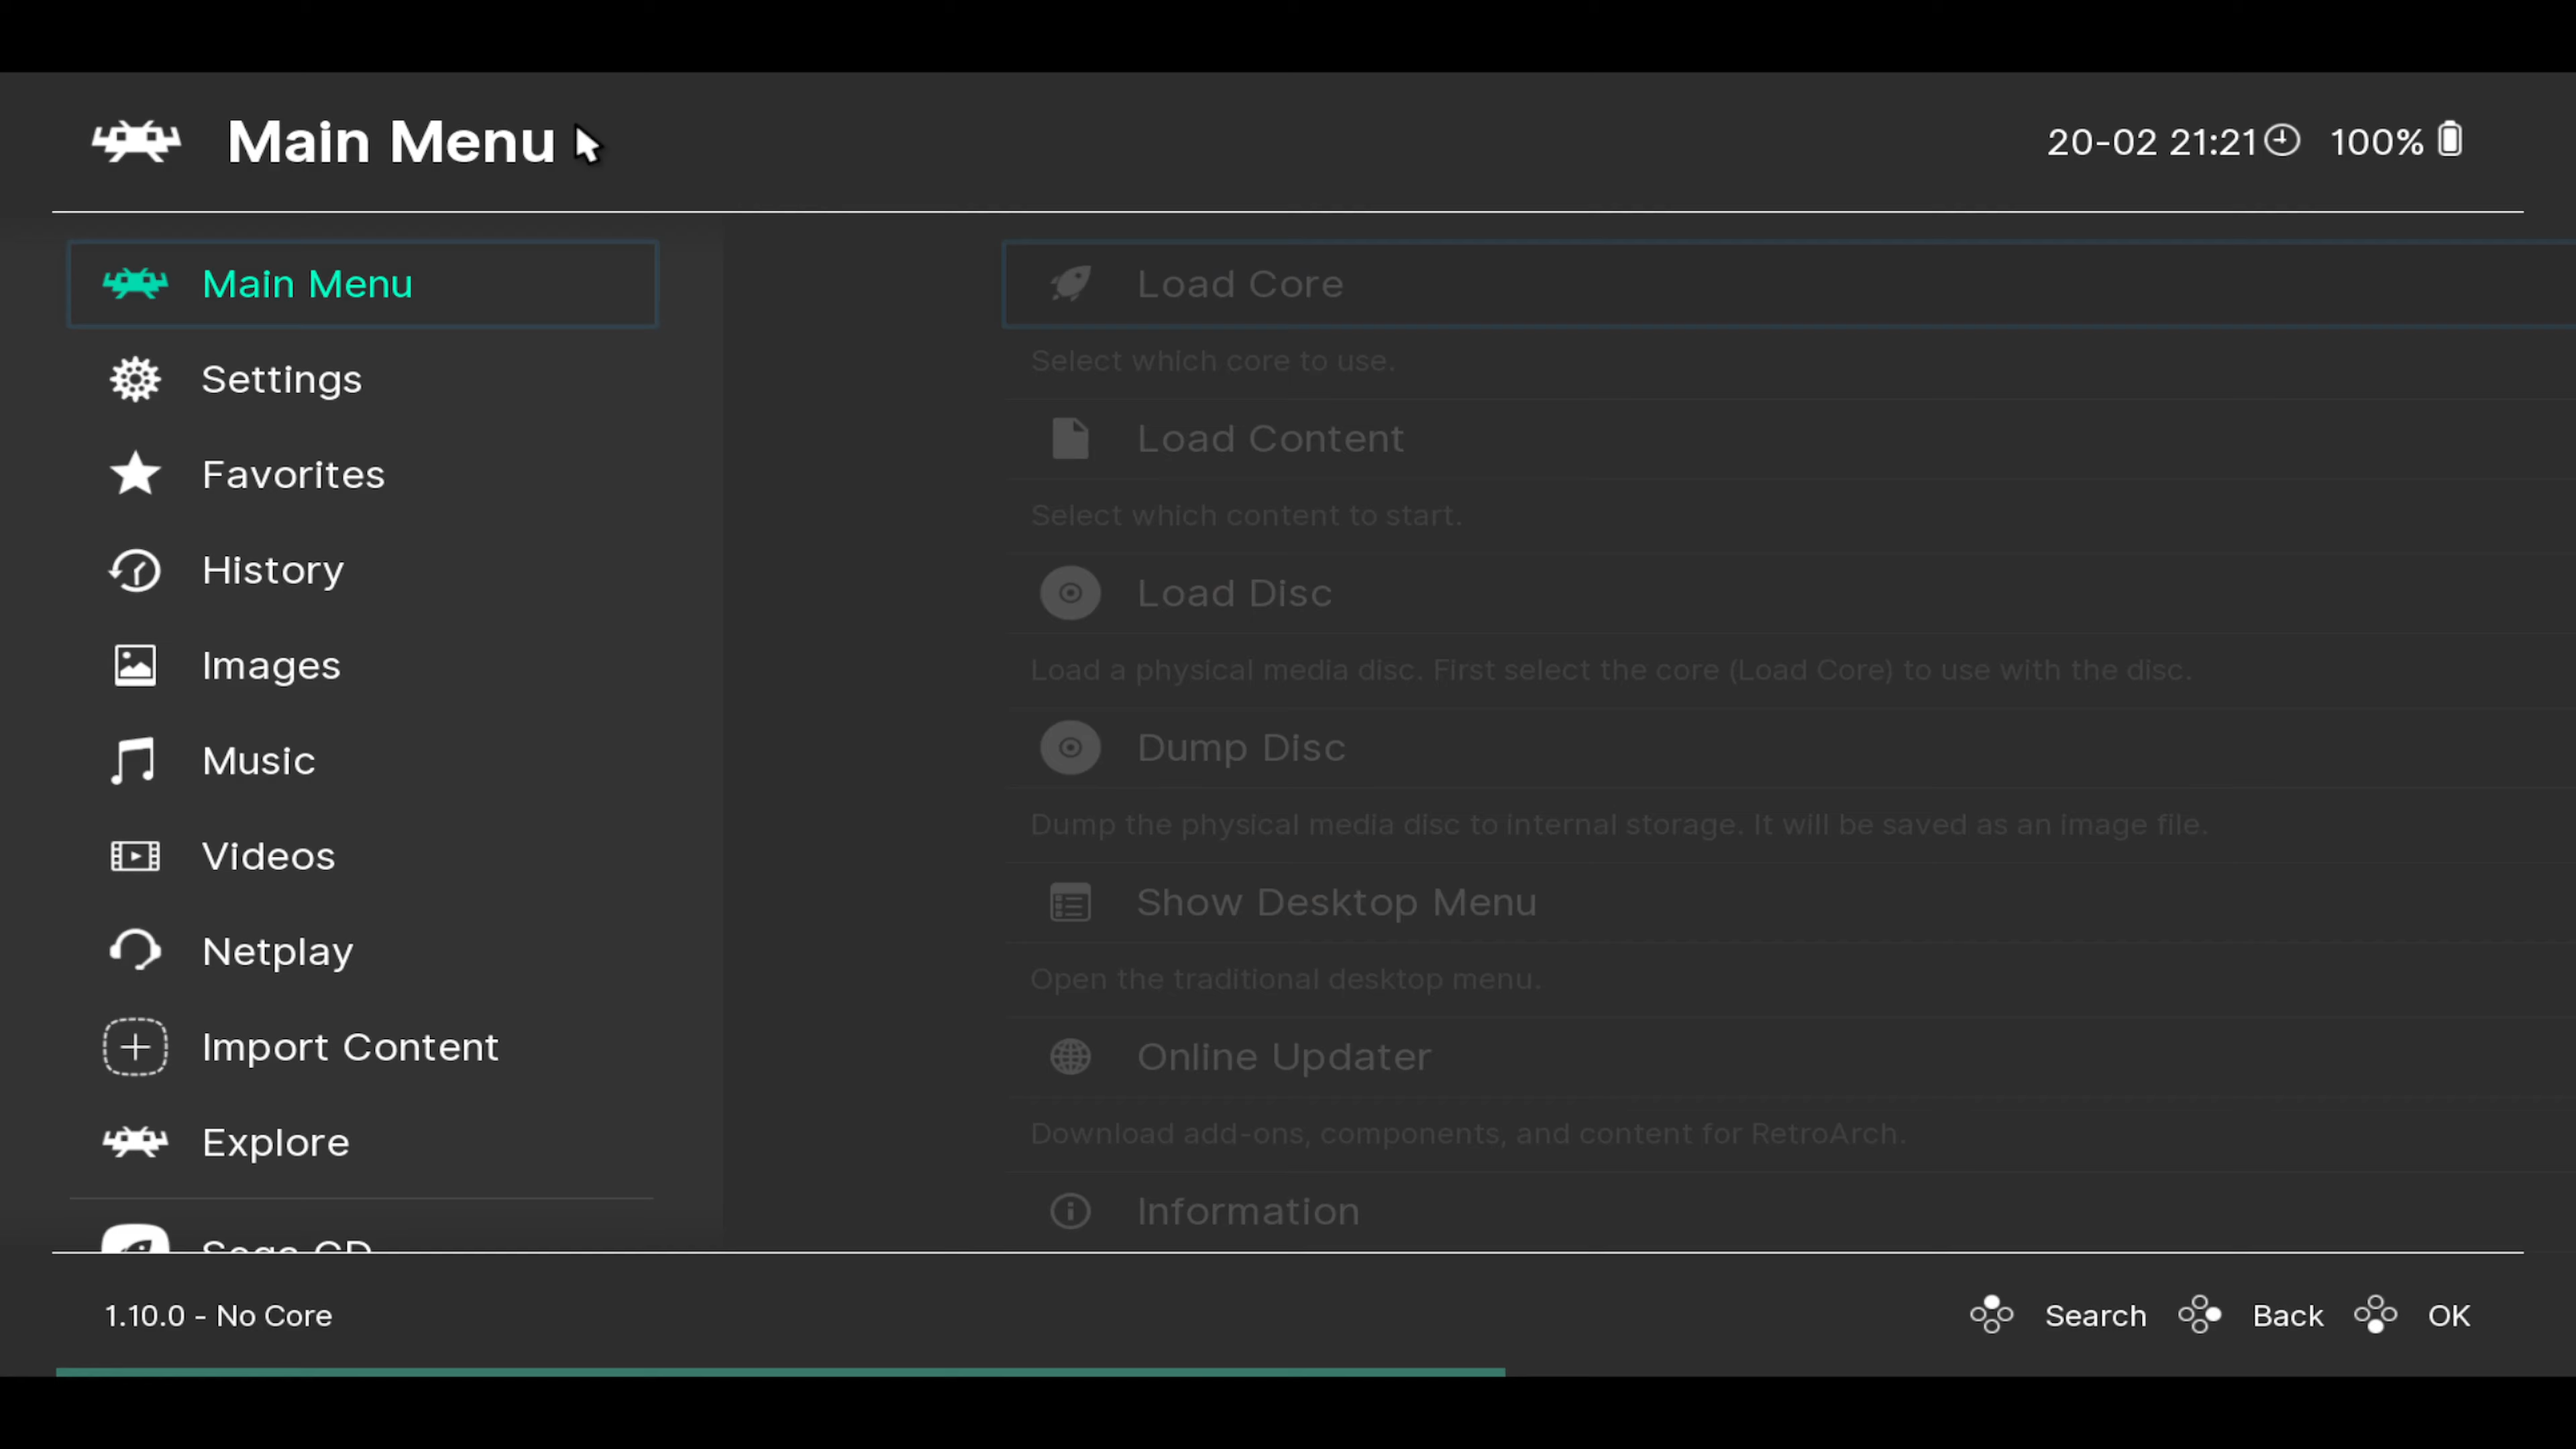 Main Menu
20-02 21:21 100%
Main Menu
Settings
Favorites
History
Images
Music
Videos
Netplay
Import Content
Explore
Sega CD
Load Core
Select which core to use.
Load Content
Select which content to start.
Load Disc
Load a physical media disc. First select the core (Load Core) to use with the disc.
Dump Disc
Dump the physical media disc to internal storage. It will be saved as an image file.
Show Desktop Menu
Open the traditional desktop menu.
Online Updater
Download add-ons, components, and content for RetroArch.
Information
1.10.0 - No Core
Search Back OK